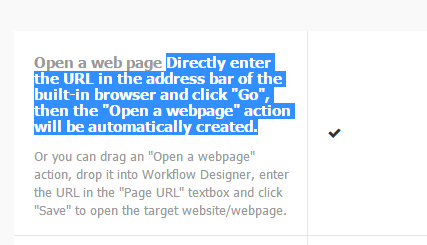 Open a web page Directly enter
the URL in the address bar of the
built-in browser and click "Go",
then the "Open a webpage" action
will be automatically created.
Or you can drag an "Open a webpage"
action, drop it into Workflow Designer, enter
the URL in the "Page URL" textbox and click
"Save" to open the target website/webpage.